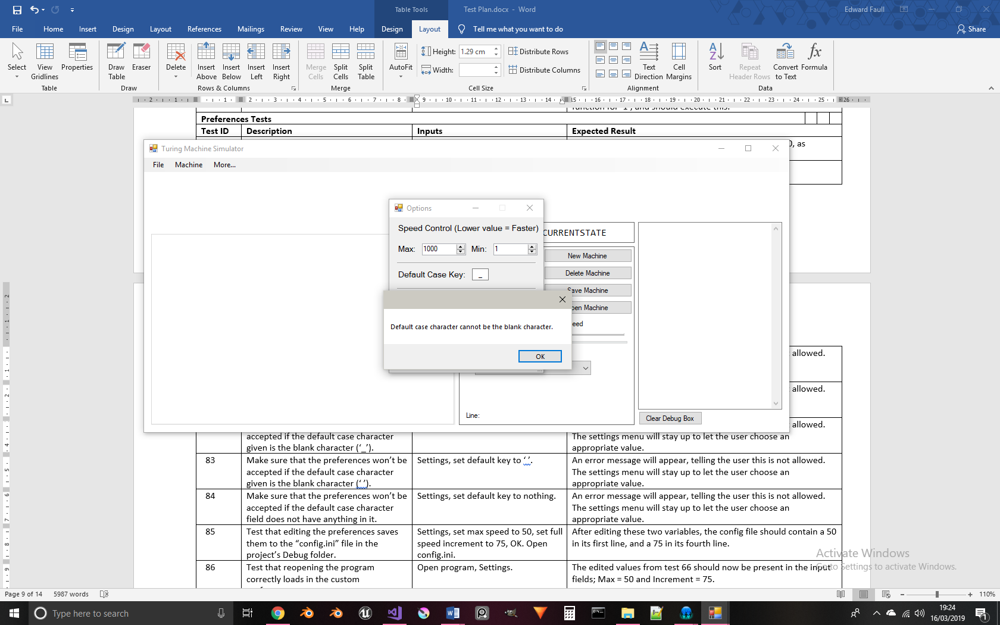 Table Tools
Test Plan.docx - Word
Edward Faull
File Home Insert Design Layout References Mailings Review View Help Design Layout Tell me what you want to do Share
Select
View Gridlines
Properties
Table
Draw Table
Eraser
Draw
Delete
Insert Above
Insert Below
Insert Left
Insert Right
Rows & Columns
Merge Cells
Split Cells
Split Table
Merge
AutoFit
Height: 1.29 cm
Width:
Distribute Rows
Distribute Columns
Cell Size
Text Direction
Cell Margins
Alignment
Sort
Repeat Header Rows
Convert to Text
Formula
Data
function for '1', and should execute this.
Preferences Tests
Test ID Description Inputs Expected Result
0, as
Turing Machine Simulator
File Machine More...
Options
Speed Control (Lower value = Faster)
Max: 1000 Min: 1
Default Case Key: _
CURRENTSTATE
New Machine
Delete Machine
Save Machine
pen Machine
eed
Default case character cannot be the blank character.
OK
Line:
Clear Debug Box
allowed.
allowed.
allowed.
accepted if the default case character
given is the blank character (‘_’).
The settings menu will stay up to let the user choose an
appropriate value.
83
Make sure that the preferences won’t be
accepted if the default case character
given is the blank character (‘ ’).
Settings, set default key to ‘ ’.
An error message will appear, telling the user this is not allowed.
The settings menu will stay up to let the user choose an
appropriate value.
84
Make sure that the preferences won’t be
accepted if the default case character
field does not have anything in it.
Settings, set default key to nothing.
An error message will appear, telling the user this is not allowed.
The settings menu will stay up to let the user choose an
appropriate value.
85
Test that editing the preferences saves
them to the “config.ini” file in the
project’s Debug folder.
Settings, set max speed to 50, set full
speed increment to 75, OK. Open
config.ini.
After editing these two variables, the config file should contain a 50
in its first line, and a 75 in its fourth line.
86
Test that reopening the program
correctly loads in the custom
Open program, Settings.
The edited values from test 66 should now be present in the input
fields; Max = 50 and Increment = 75.
Activate Windows
Go to Settings to activate Windows.
Page 9 of 14 5987 words
110%
Type here to search
19:24
16/03/2019
1